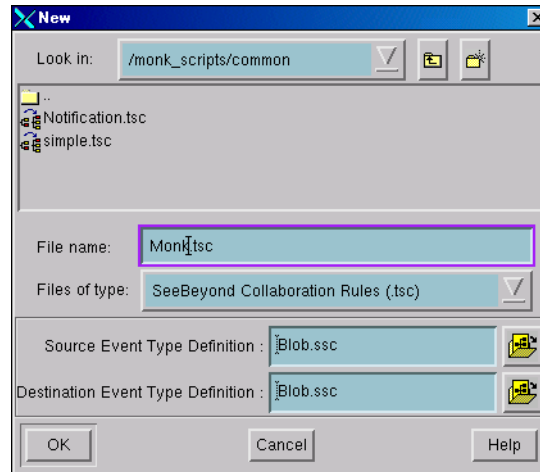 New
Look in: /monk_scripts/common
..
Notification.tsc
simple.tsc
File name: Monk.tsc
Files of type: SeeBeyond Collaboration Rules (.tsc)
Source Event Type Definition : Blob.ssc
Destination Event Type Definition : Blob.ssc
OK Cancel Help